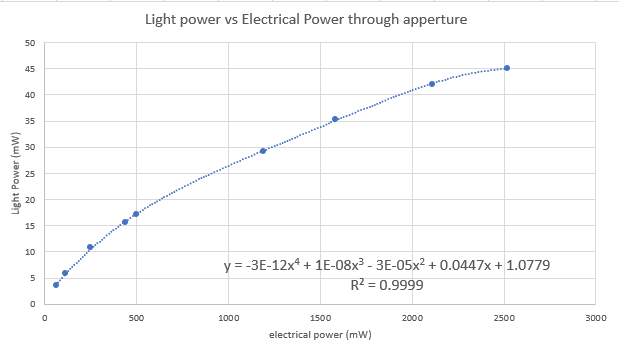 Light power vs Electrical Power through apperture
50
45
40
35
30
25
20
15
10
5
0
Light Power (mW)
y = -3E-12x⁴ + 1E-08x³ - 3E-05x² + 0.0447x + 1.0779
R² = 0.9999
0 500 1000 1500 2000 2500 3000
electrical power (mW)